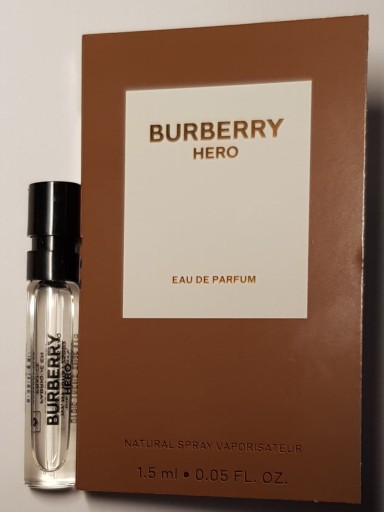 BURBERRY
HERO
EAU DE PARFUM
NATURAL SPRAY VAPORISATEUR
1.5 ml • 0.05 FL. OZ.
BURBERRY
HERO